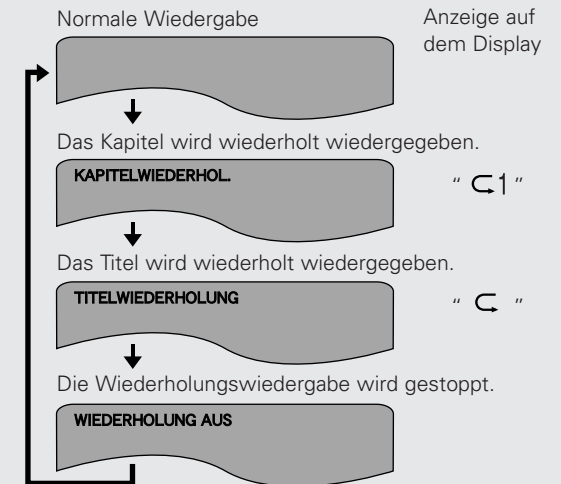 Normale Wiedergabe
Anzeige auf
dem Display
Das Kapitel wird wiederholt wiedergegeben.
KAPITELWIEDERHOL.
" ⊂1 "
Das Titel wird wiederholt wiedergegeben.
TITELWIEDERHOLUNG
" ⊂ "
Die Wiederholungswiedergabe wird gestoppt.
WIEDERHOLUNG AUS